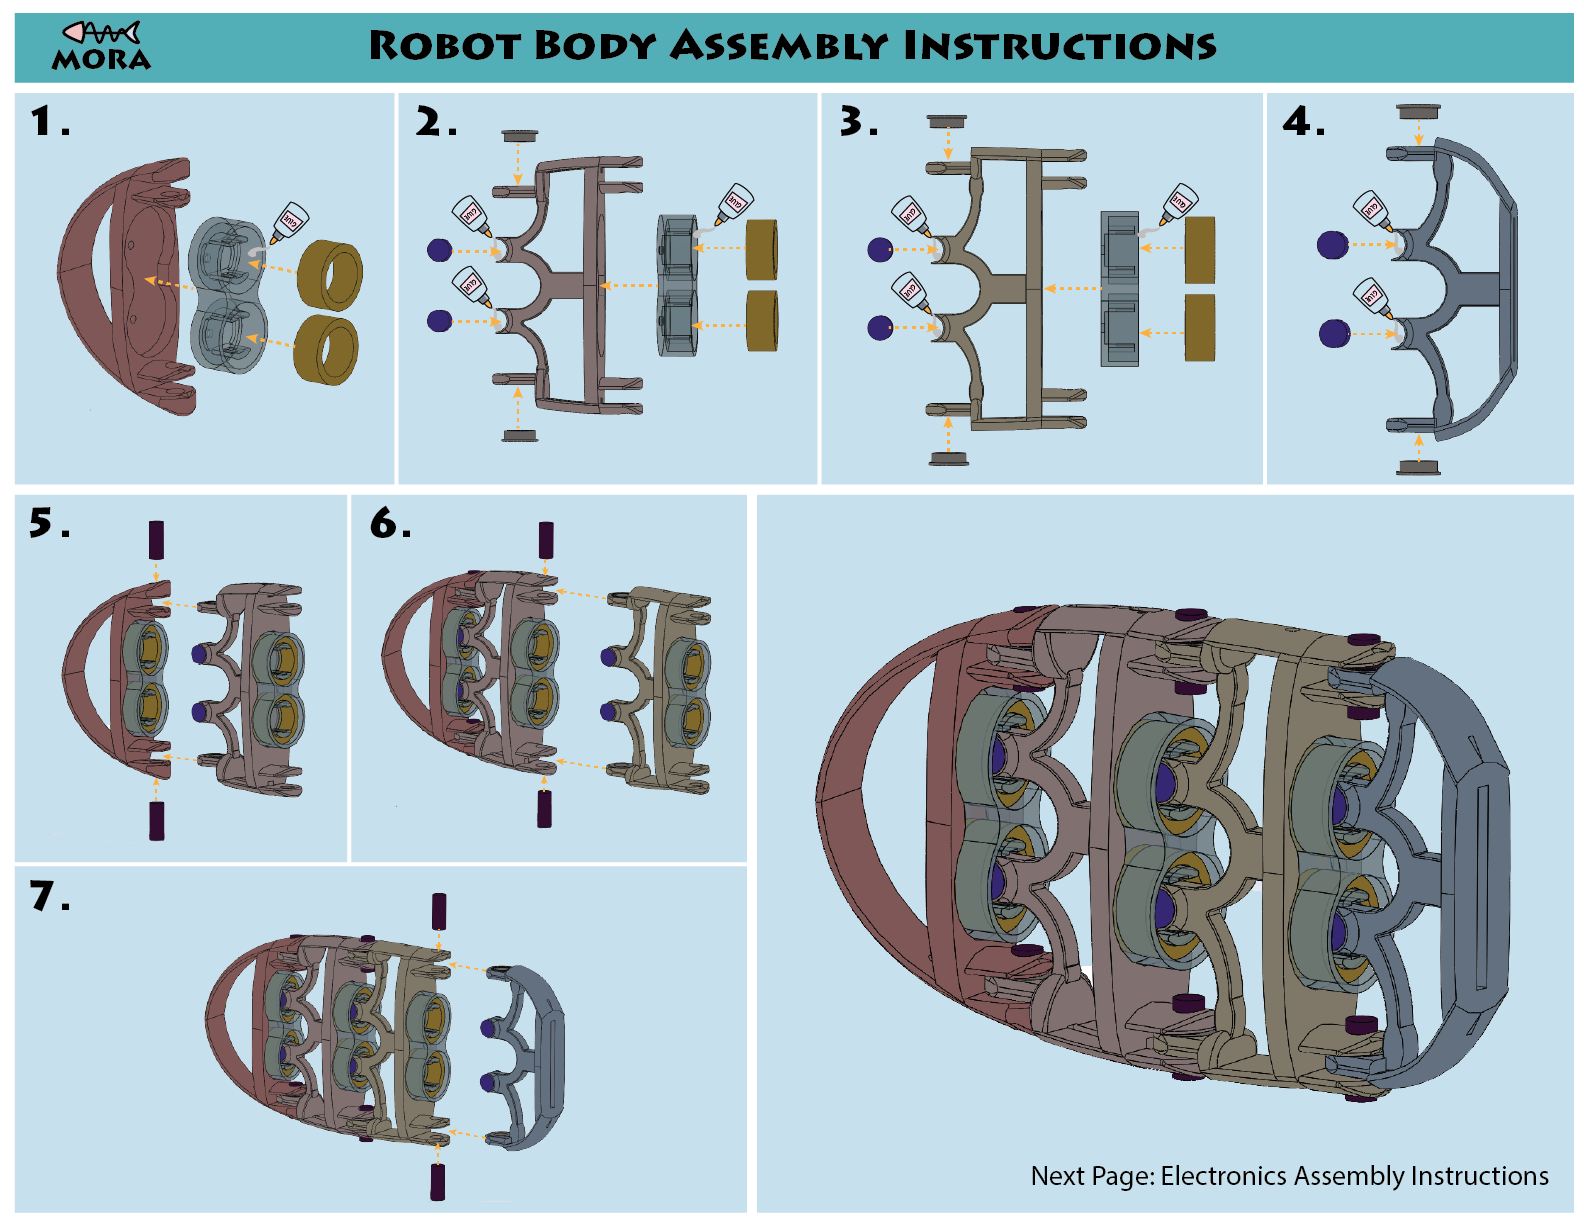 MORA
ROBOT BODY ASSEMBLY INSTRUCTIONS
1.
GLUE
2.
GLUE
GLUE
GLUE
3.
GLUE
GLUE
GLUE
4.
GLUE
GLUE
5.
6.
7.
Next Page: Electronics Assembly Instructions